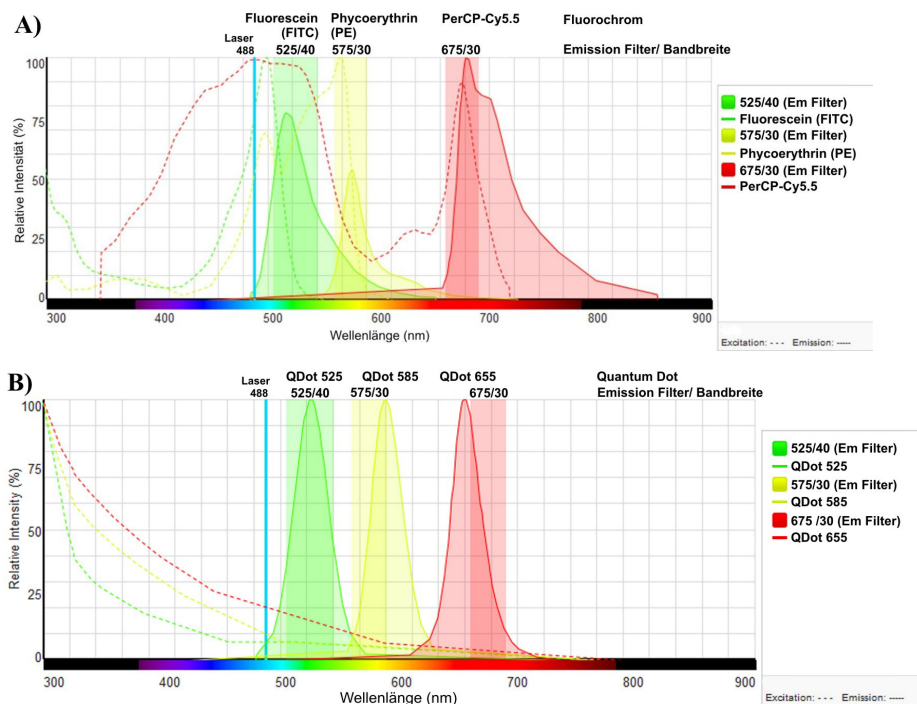 A)
Fluorescein (FITC) Phycoerythrin (PE) PerCP-Cy5.5 Fluorochrom
Laser 488 525/40 575/30 675/30 Emission Filter/ Bandbreite
Relative Intensität (%)
100
75
50
25
0
300 400 500 600 700 800 900
Wellenlänge (nm)
525/40 (Em Filter)
Fluorescein (FITC)
575/30 (Em Filter)
Phycoerythrin (PE)
675/30 (Em Filter)
PerCP-Cy5.5
Excitation: - - - Emission: -----
B)
QDot 525 QDot 585 QDot 655 Quantum Dot
Laser 488 525/40 575/30 675/30 Emission Filter/ Bandbreite
Relative Intensity (%)
100
75
50
25
0
300 400 500 600 700 800 900
Wellenlänge (nm)
525/40 (Em Filter)
QDot 525
575/30 (Em Filter)
QDot 585
675 /30 (Em Filter)
QDot 655
Excitation: - - - Emission: -----